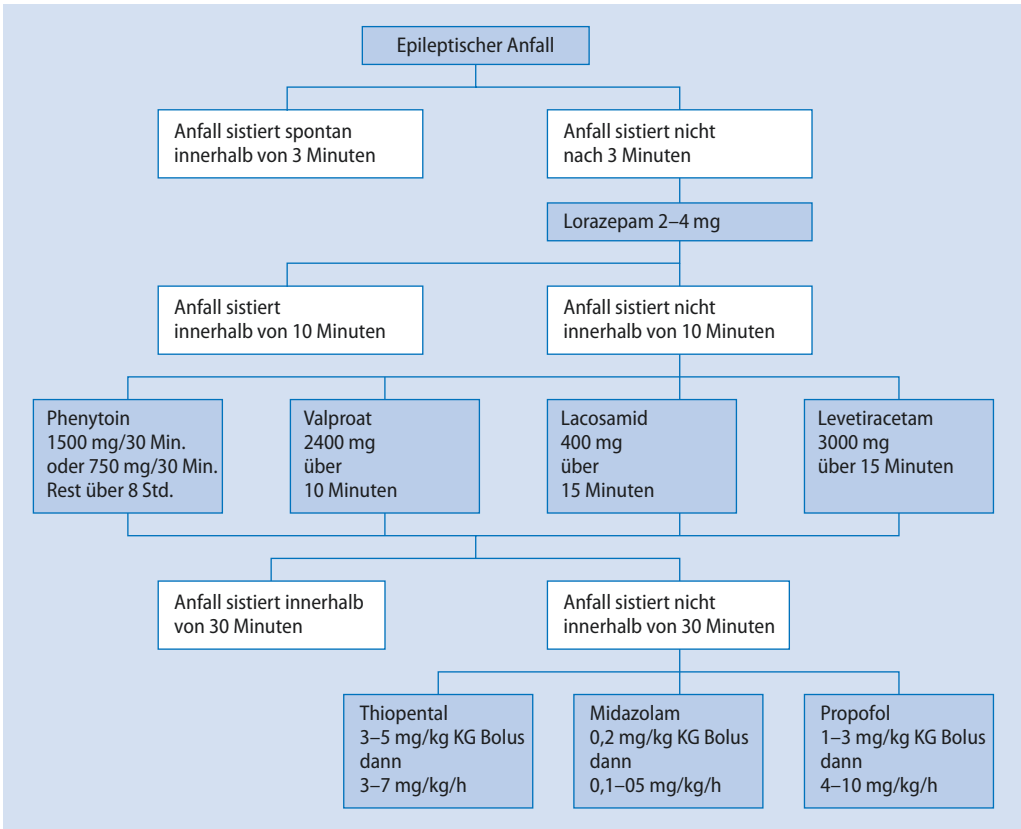 Epileptischer Anfall
Anfall sistiert spontan
innerhalb von 3 Minuten
Anfall sistiert nicht
nach 3 Minuten
Lorazepam 2–4 mg
Anfall sistiert
innerhalb von 10 Minuten
Anfall sistiert nicht
innerhalb von 10 Minuten
Phenytoin
1500 mg/30 Min.
oder 750 mg/30 Min.
Rest über 8 Std.
Valproat
2400 mg
über
10 Minuten
Lacosamid
400 mg
über
15 Minuten
Levetiracetam
3000 mg
über 15 Minuten
Anfall sistiert innerhalb
von 30 Minuten
Anfall sistiert nicht
innerhalb von 30 Minuten
Thiopental
3–5 mg/kg KG Bolus
dann
3–7 mg/kg/h
Midazolam
0,2 mg/kg KG Bolus
dann
0,1–05 mg/kg/h
Propofol
1–3 mg/kg KG Bolus
dann
4–10 mg/kg/h